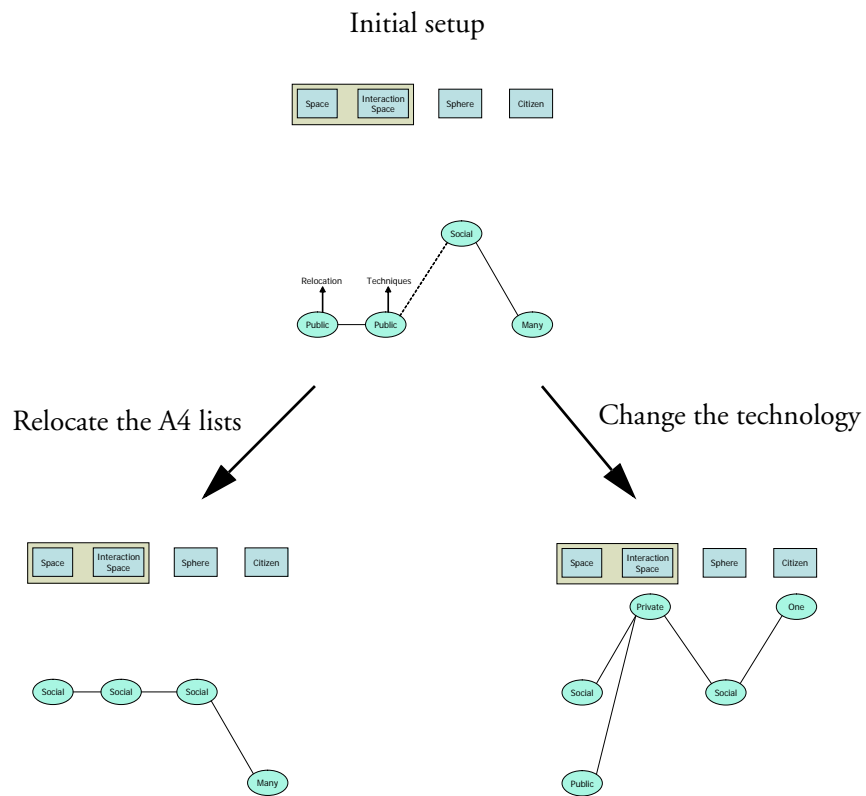 Initial setup
Space
Interaction
Space
Sphere
Citizen
Social
Relocation
Techniques
Public
Public
Many
Relocate the A4 lists
Change the technology
Space
Interaction
Space
Sphere
Citizen
Social
Social
Social
Many
Space
Interaction
Space
Sphere
Citizen
Private
One
Social
Social
Public